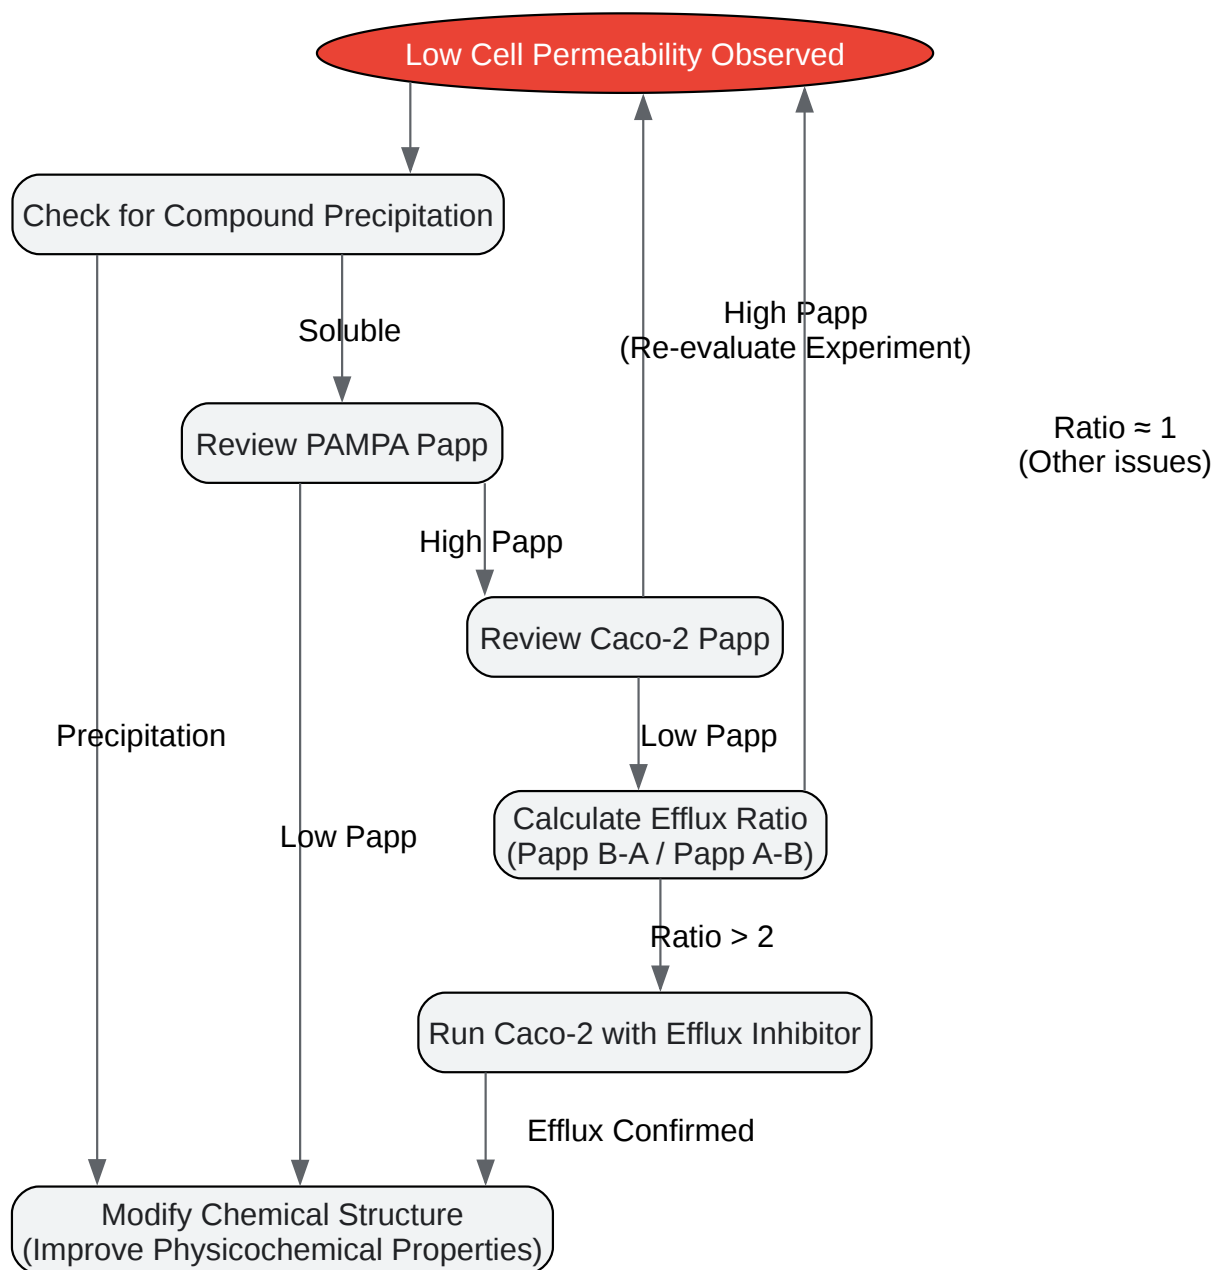 Low Cell Permeability Observed
Check for Compound Precipitation
High Papp
(Re-evaluate Experiment)
Soluble
Ratio ≈ 1
(Other issues)
Review PAMPA Papp
High Papp
Review Caco-2 Papp
Precipitation
Low Papp
Calculate Efflux Ratio
(Papp B-A / Papp A-B)
Low Papp
Ratio > 2
Run Caco-2 with Efflux Inhibitor
Efflux Confirmed
Modify Chemical Structure
(Improve Physicochemical Properties)